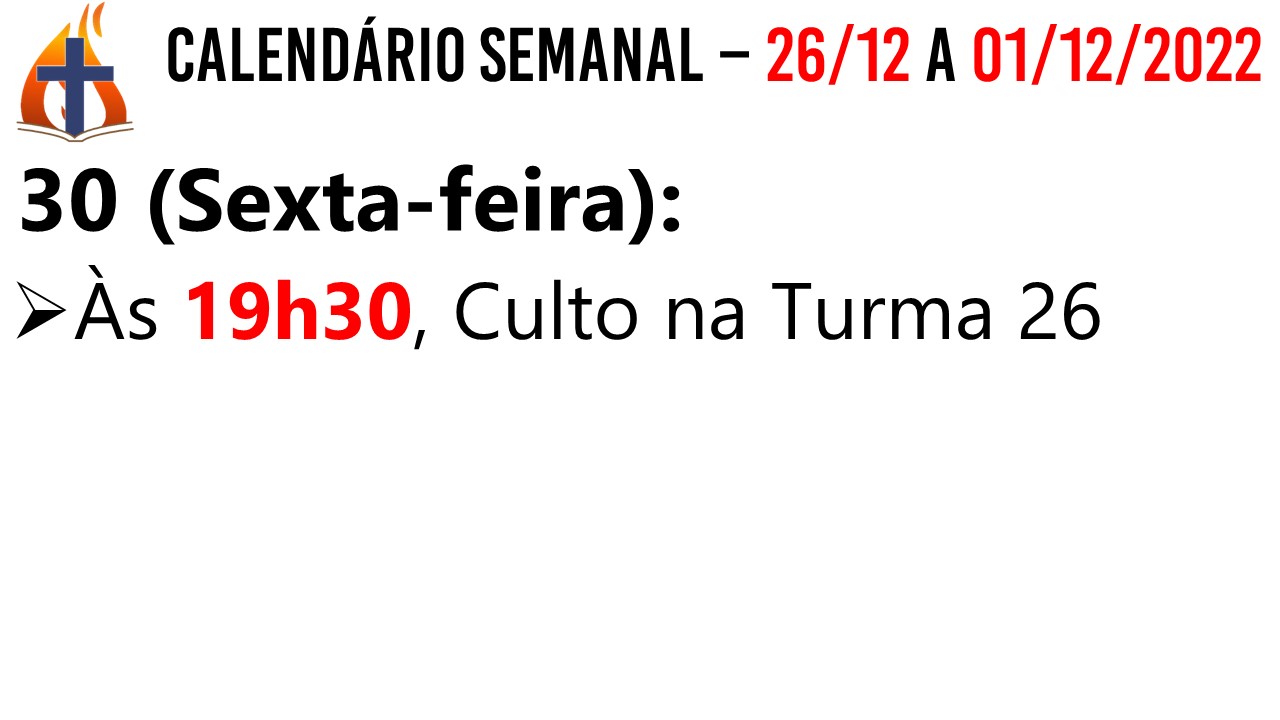 CALENDÁRIO SEMANAL – 26/12 A 01/12/2022
30 (Sexta-feira):
➢Às 19h30, Culto na Turma 26